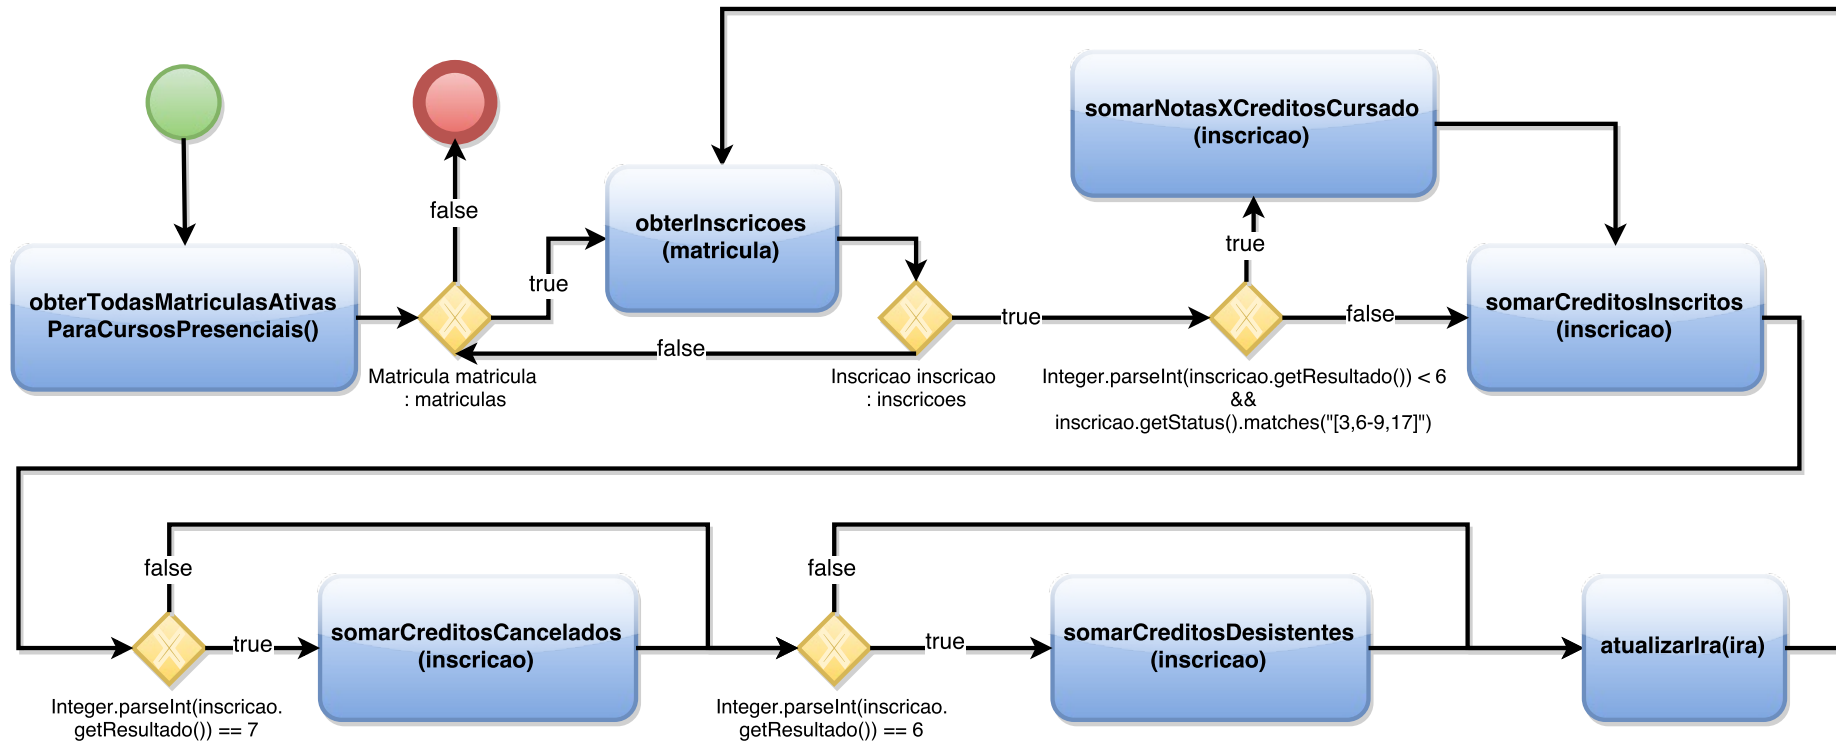 somarNotasXCreditosCursado
(inscricao)
false
obterInscricoes
(matricula)
true
true
obterTodasMatriculasAtivas
ParaCursosPresenciais()
true
false
somarCreditosInscritos
(inscricao)
false
Matricula matricula
: matriculas
Inscricao inscricao
: inscricoes
Integer.parseInt(inscricao.getResultado()) < 6
&&
inscricao.getStatus().matches("[3,6-9,17]")
false
false
true
somarCreditosCancelados
(inscricao)
true
somarCreditosDesistentes
(inscricao)
atualizarIra(ira)
Integer.parseInt(inscricao.
getResultado()) == 7
Integer.parseInt(inscricao.
getResultado()) == 6